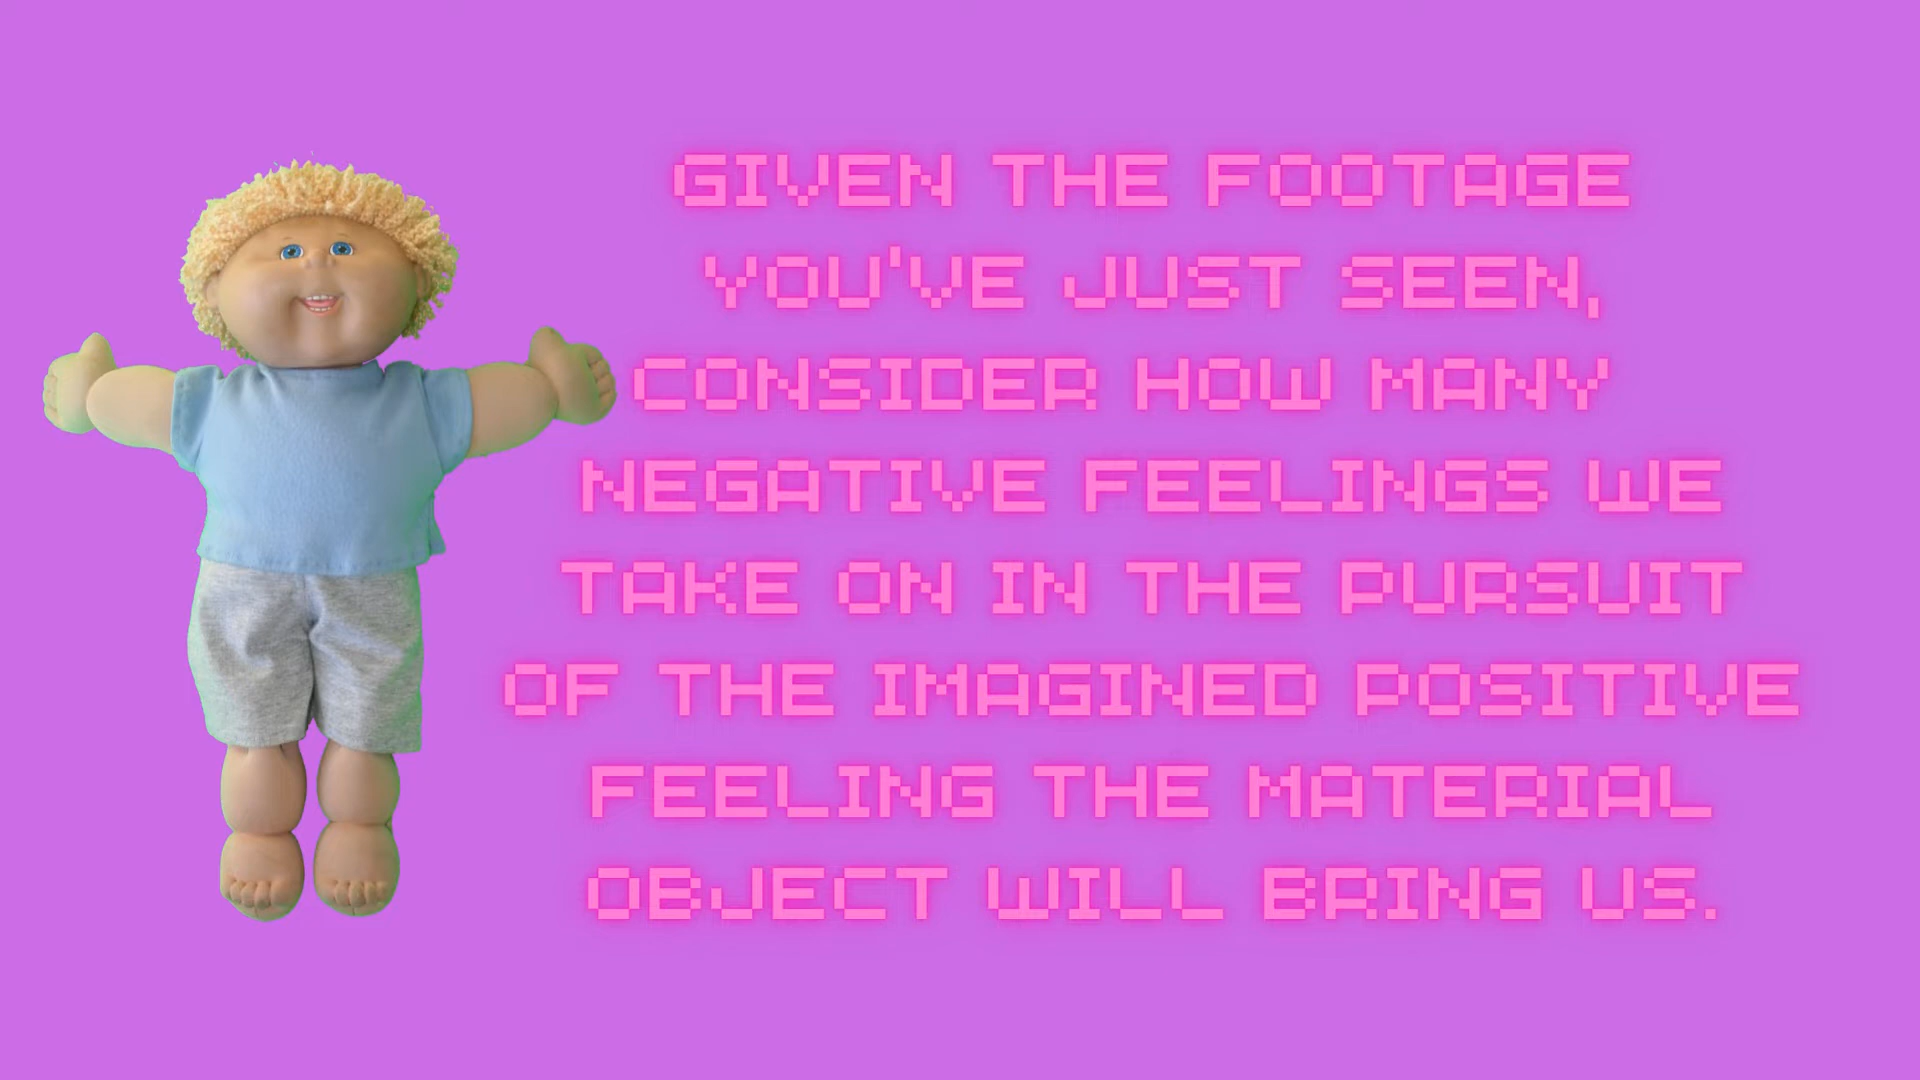 GIVEN THE FOOTAGE
YOU'VE JUST SEEN,
CONSIDER HOW MANY
NEGATIVE FEELINGS WE
TAKE ON IN THE PURSUIT
OF THE IMAGINED POSITIVE
FEELING THE MATERIAL
OBJECT WILL BRING US.